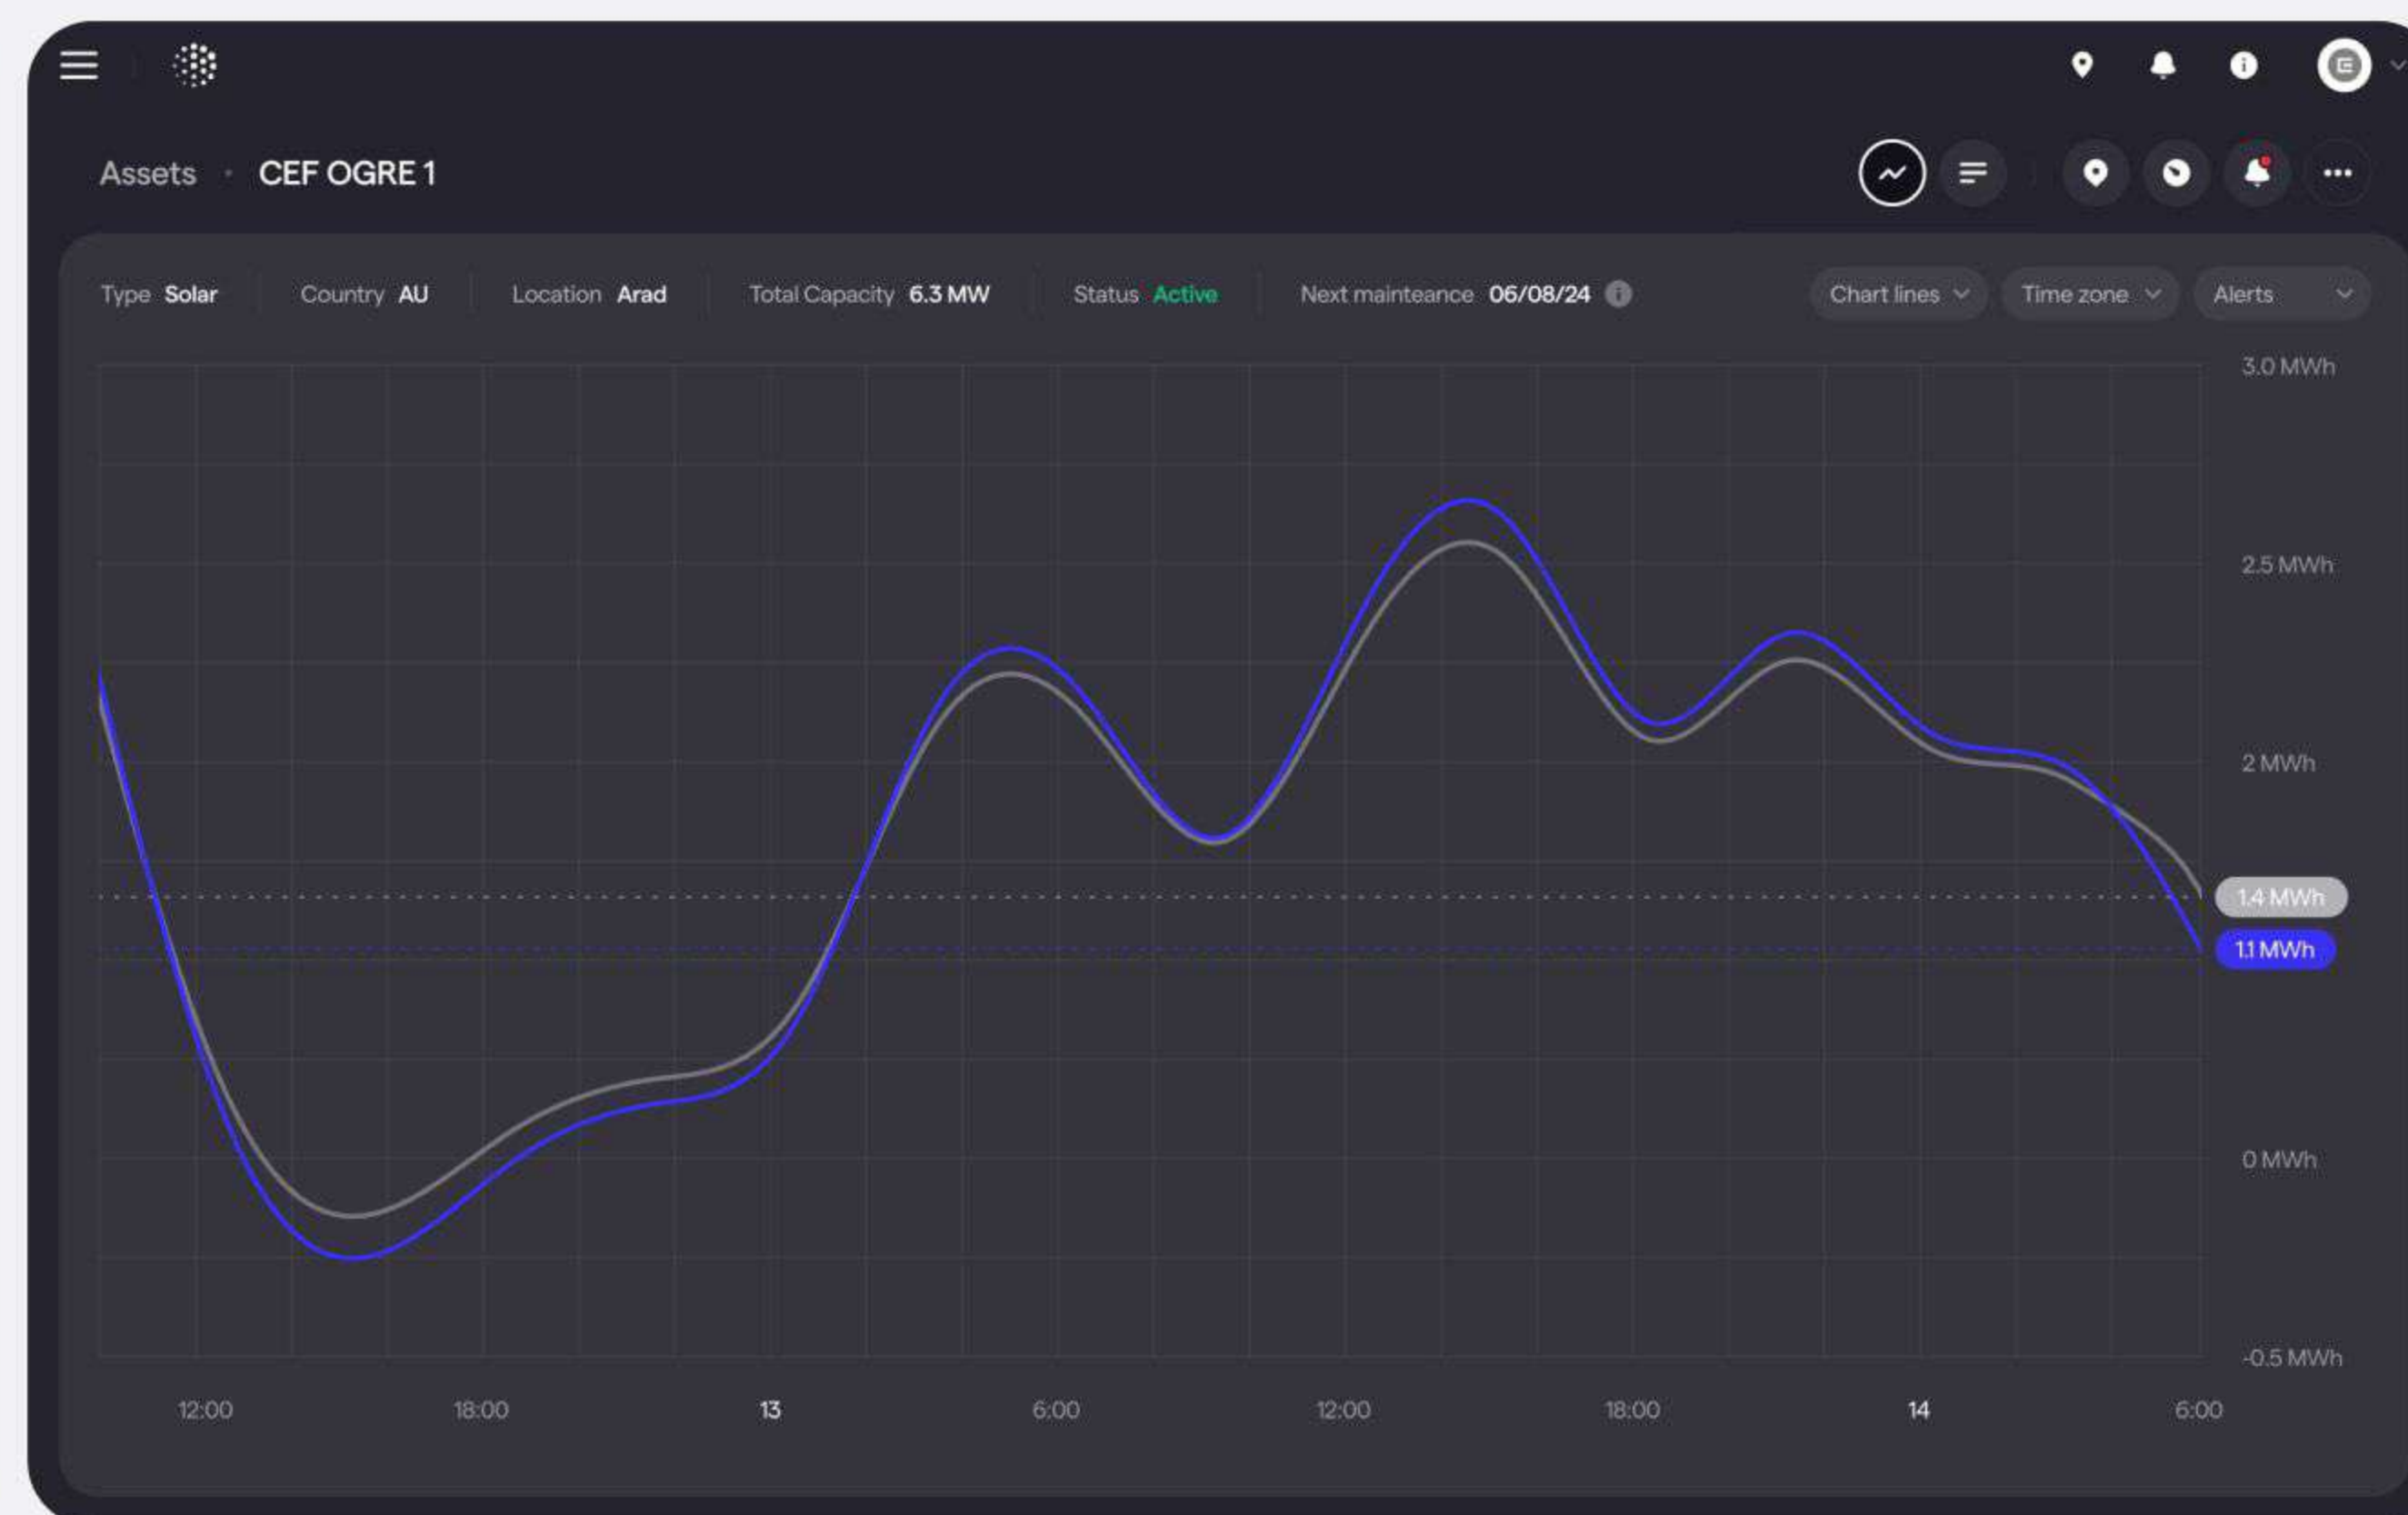 Assets • CEF OGRE 1
Type Solar Country AU Location Arad Total Capacity 6.3 MW Status Active Next mainteance 06/08/24 Chart lines Time zone Alerts
3.0 MWh
2.5 MWh
2 MWh
1.4 MWh
1.1 MWh
0 MWh
-0.5 MWh
12:00 18:00 13 6:00 12:00 18:00 14 6:00